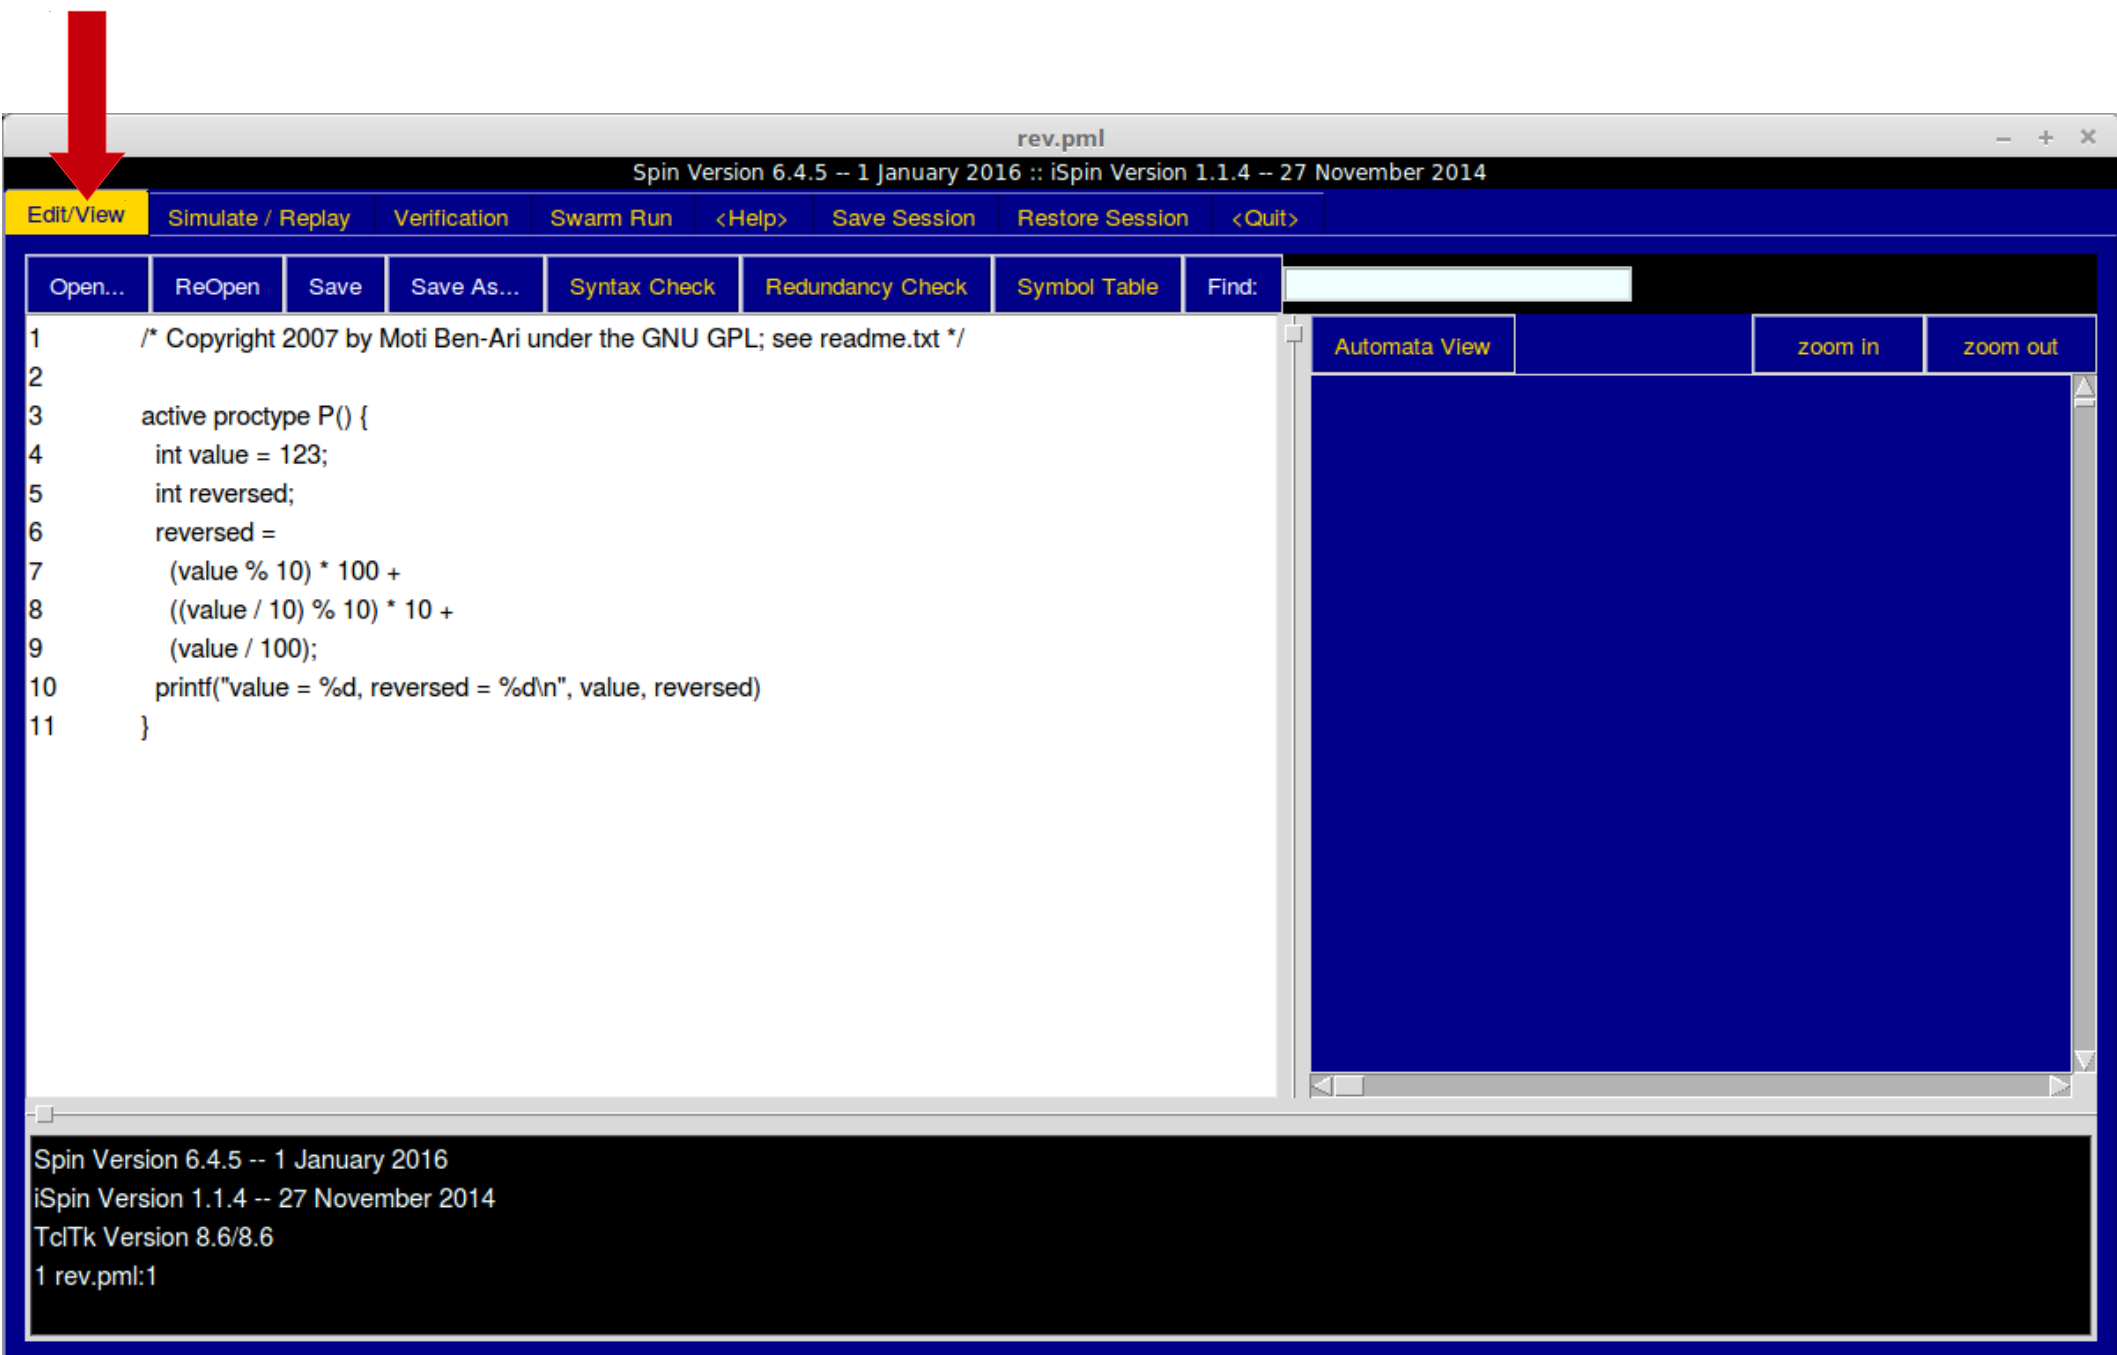 rev.pml
Spin Version 6.4.5 -- 1 January 2016 :: iSpin Version 1.1.4 -- 27 November 2014
Edit/View Simulate / Replay Verification Swarm Run <Help> Save Session Restore Session <Quit>
Open... ReOpen Save Save As... Syntax Check Redundancy Check Symbol Table Find:
1 /* Copyright 2007 by Moti Ben-Ari under the GNU GPL; see readme.txt */
2
3 active proctype P() {
4 int value = 123;
5 int reversed;
6 reversed =
7 (value % 10) * 100 +
8 ((value / 10) % 10) * 10 +
9 (value / 100);
10 printf("value = %d, reversed = %d\n", value, reversed)
11 }
Automata View zoom in zoom out
Spin Version 6.4.5 -- 1 January 2016
iSpin Version 1.1.4 -- 27 November 2014
TclTk Version 8.6/8.6
1 rev.pml:1